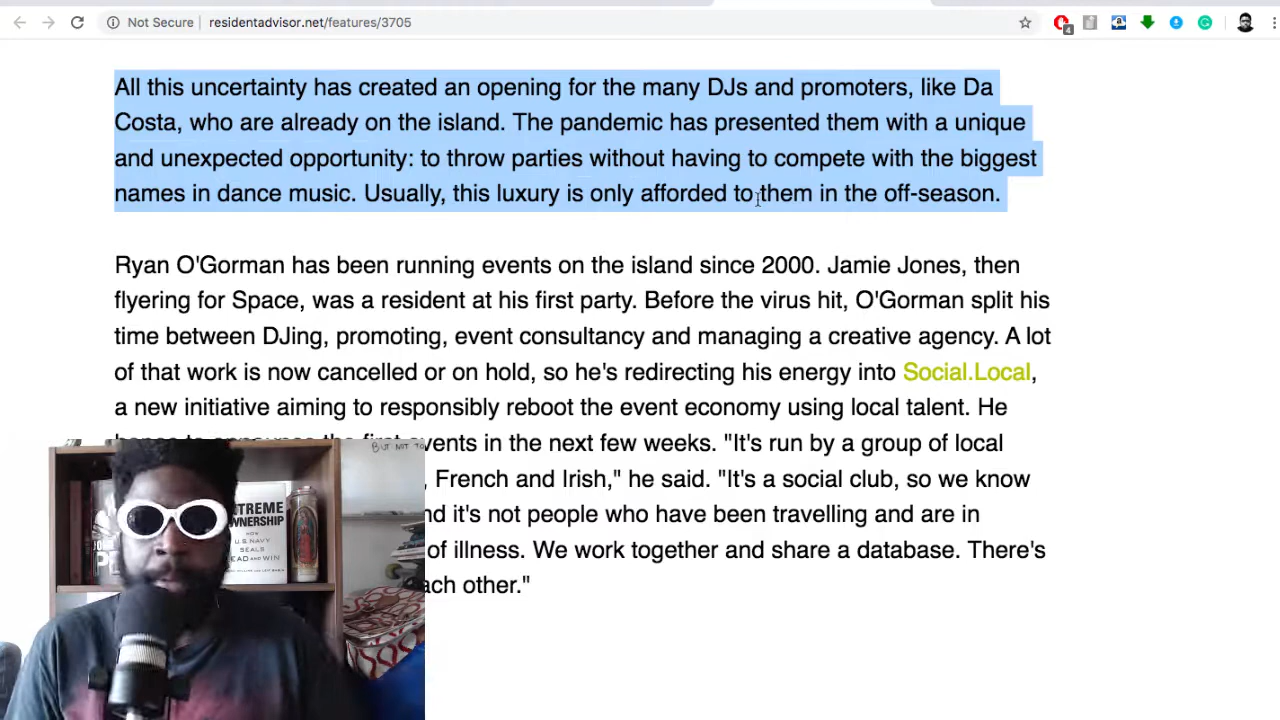 Not Secure residentadvisor.net/features/3705
4
All this uncertainty has created an opening for the many DJs and promoters, like Da
Costa, who are already on the island. The pandemic has presented them with a unique
and unexpected opportunity: to throw parties without having to compete with the biggest
names in dance music. Usually, this luxury is only afforded to them in the off-season.
Ryan O'Gorman has been running events on the island since 2000. Jamie Jones, then
flyering for Space, was a resident at his first party. Before the virus hit, O'Gorman split his
time between DJing, promoting, event consultancy and managing a creative agency. A lot
of that work is now cancelled or on hold, so he's redirecting his energy into Social.Local,
a new initiative aiming to responsibly reboot the event economy using local talent. He
events in the next few weeks. "It's run by a group of local
, French and Irish," he said. "It's a social club, so we know
it's not people who have been travelling and are in
of illness. We work together and share a database. There's
each other."
BUT NOT TO
HOW
U.S. NAVY
SEALS
LEAD AND WIN